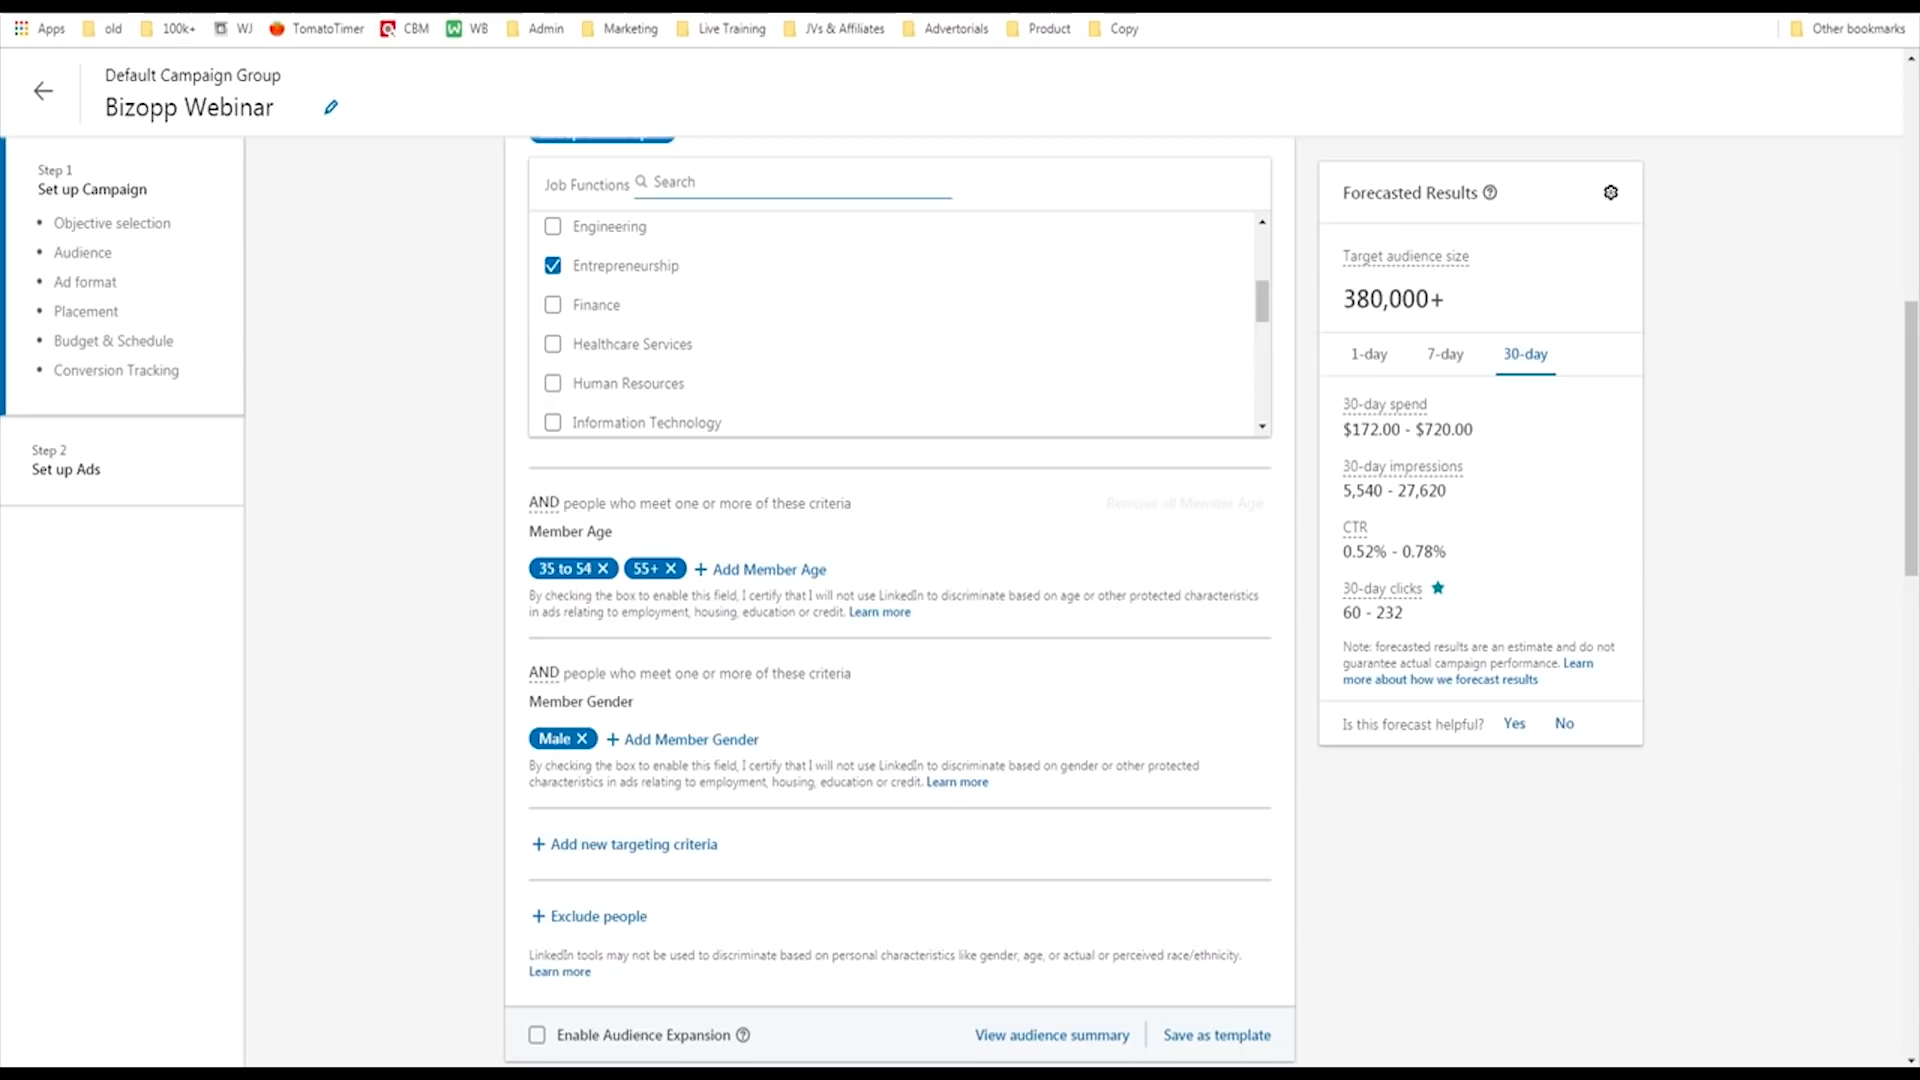 Apps old 100k+ WJ TomatoTimer CBM WB Admin Marketing Live Training JVs & Affiliates Advertorials Product Copy Other bookmarks
Default Campaign Group
Bizopp Webinar
Step 1
Set up Campaign
• Objective selection
• Audience
• Ad format
• Placement
• Budget & Schedule
• Conversion Tracking
Step 2
Set up Ads
Job Functions Search
Engineering
Entrepreneurship
Finance
Healthcare Services
Human Resources
Information Technology
AND people who meet one or more of these criteria Remove all Member Age
Member Age
35 to 54 55+ + Add Member Age
By checking the box to enable this field, I certify that I will not use LinkedIn to discriminate based on age or other protected characteristics
in ads relating to employment, housing, education or credit. Learn more
AND people who meet one or more of these criteria
Member Gender
Male + Add Member Gender
By checking the box to enable this field, I certify that I will not use LinkedIn to discriminate based on gender or other protected
characteristics in ads relating to employment, housing, education or credit. Learn more
+ Add new targeting criteria
+ Exclude people
LinkedIn tools may not be used to discriminate based on personal characteristics like gender, age, or actual or perceived race/ethnicity.
Learn more
Enable Audience Expansion View audience summary Save as template
Forecasted Results
Target audience size
380,000+
1-day 7-day 30-day
30-day spend
$172.00 - $720.00
30-day impressions
5,540 - 27,620
CTR
0.52% - 0.78%
30-day clicks
60 - 232
Note: forecasted results are an estimate and do not
guarantee actual campaign performance. Learn
more about how we forecast results
Is this forecast helpful? Yes No